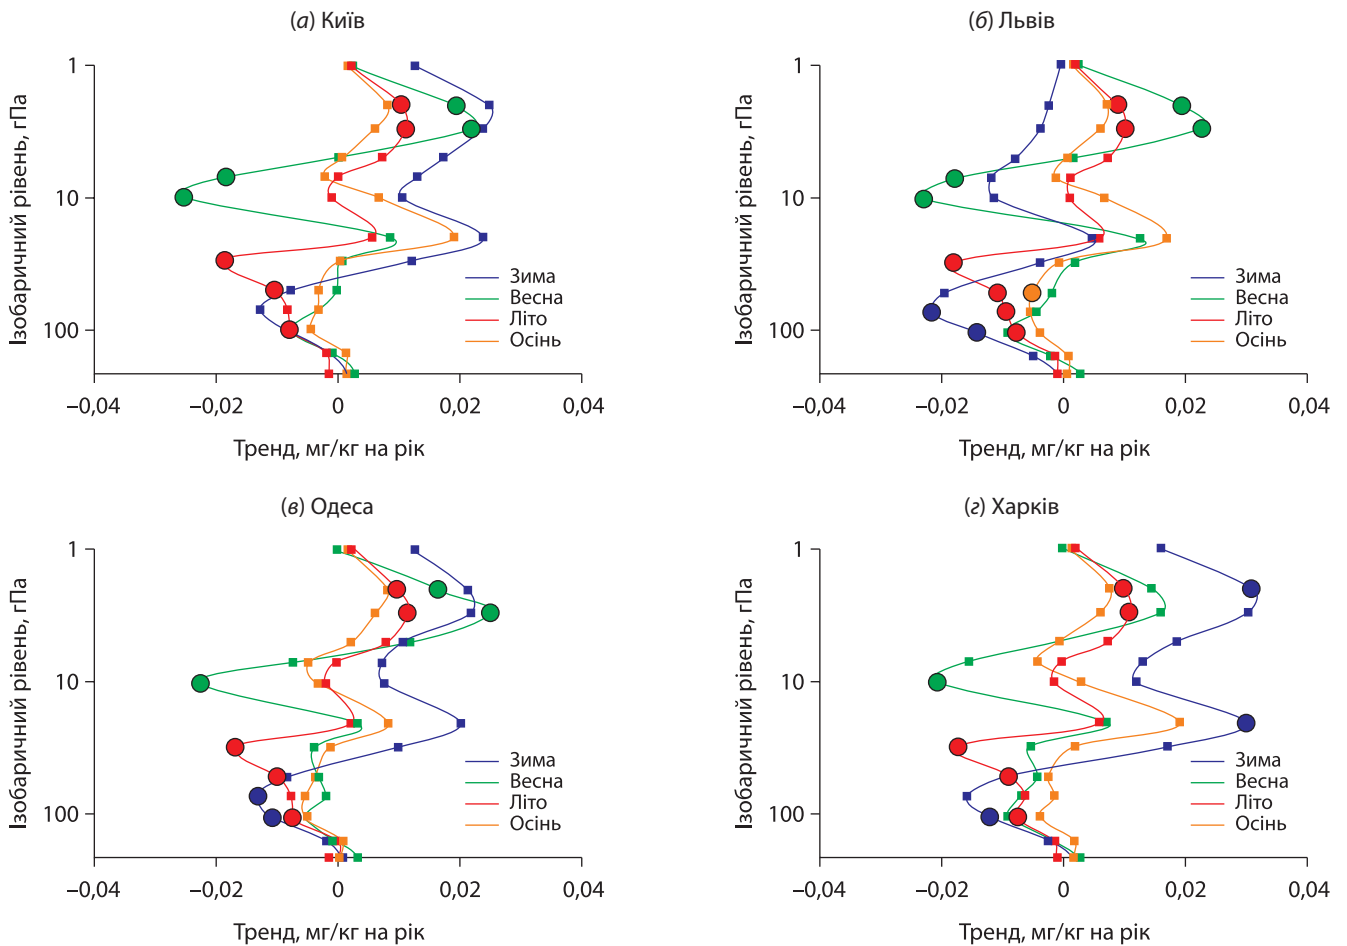 (а) Київ
Ізобаричний рівень, гПа
1
10
100
−0,04
−0,02
0
0,02
0,04
Тренд, мг/кг на рік
Зима
Весна
Літо
Осінь
(б) Львів
Ізобаричний рівень, гПа
1
10
100
−0,04
−0,02
0
0,02
0,04
Тренд, мг/кг на рік
Зима
Весна
Літо
Осінь
(в) Одеса
Ізобаричний рівень, гПа
1
10
100
−0,04
−0,02
0
0,02
0,04
Тренд, мг/кг на рік
Зима
Весна
Літо
Осінь
(г) Харків
Ізобаричний рівень, гПа
1
10
100
−0,04
−0,02
0
0,02
0,04
Тренд, мг/кг на рік
Зима
Весна
Літо
Осінь